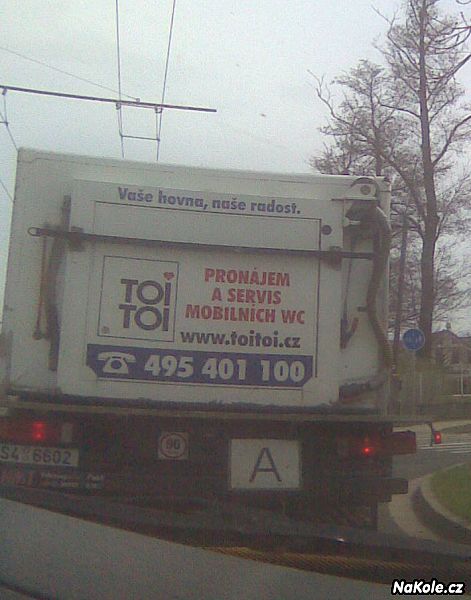 Vaše hovna, naše radost.
TOI
TOI
PRONÁJEM
A SERVIS
MOBILNÍCH WC
www.toitoi.cz
495 401 100
90
A
6602
NaKole.cz